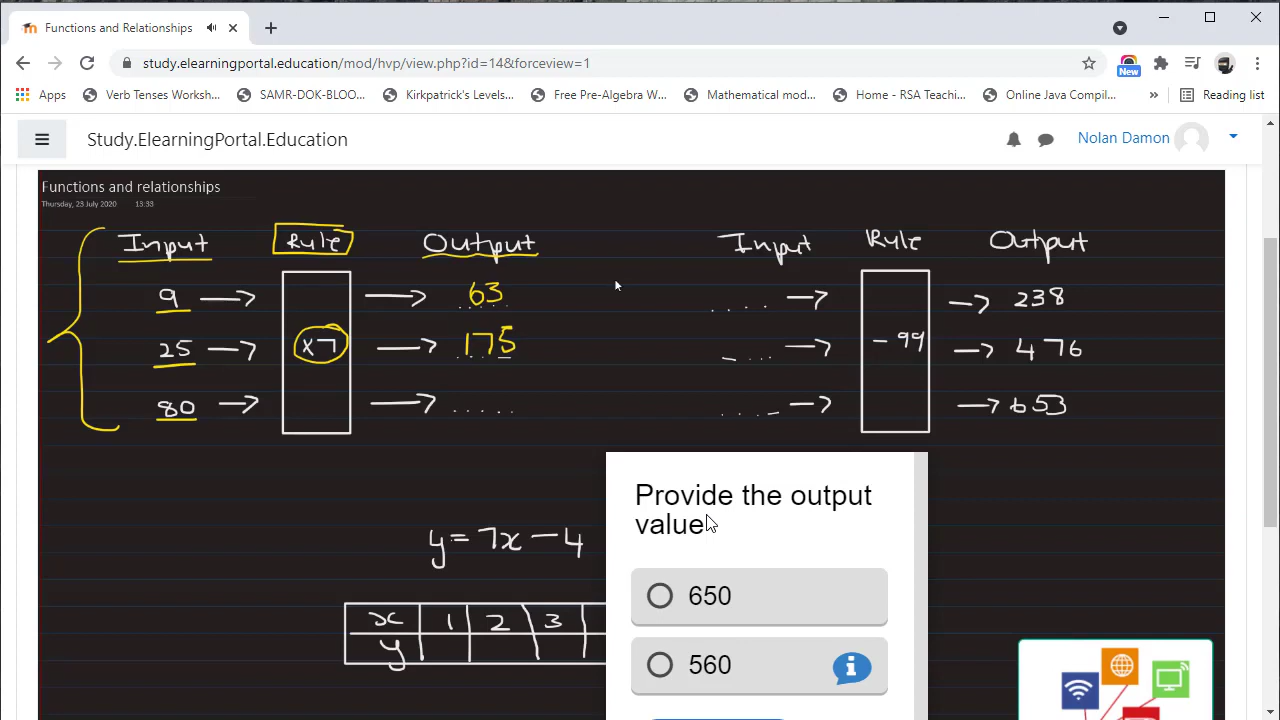 Functions and Relationships
study.elearningportal.education/mod/hvp/view.php?id=14&forceview=1
New
Apps
Verb Tenses Worksh...
SAMR-DOK-BLOO...
Kirkpatrick's Levels...
Free Pre-Algebra W...
Mathematical mod...
Home - RSA Teachi...
Online Java Compil...
»
Reading list
Study.ElearningPortal.Education
Nolan Damon
Functions and relationships
Thursday, 23 July 2020 15:33
Input Rule Output Input Rule Output
9 63 238
25 x7 175 -99 476
80 ..... ..... 653
Provide the output
value
y = 7x - 4
650
x 1 2 3
y
560